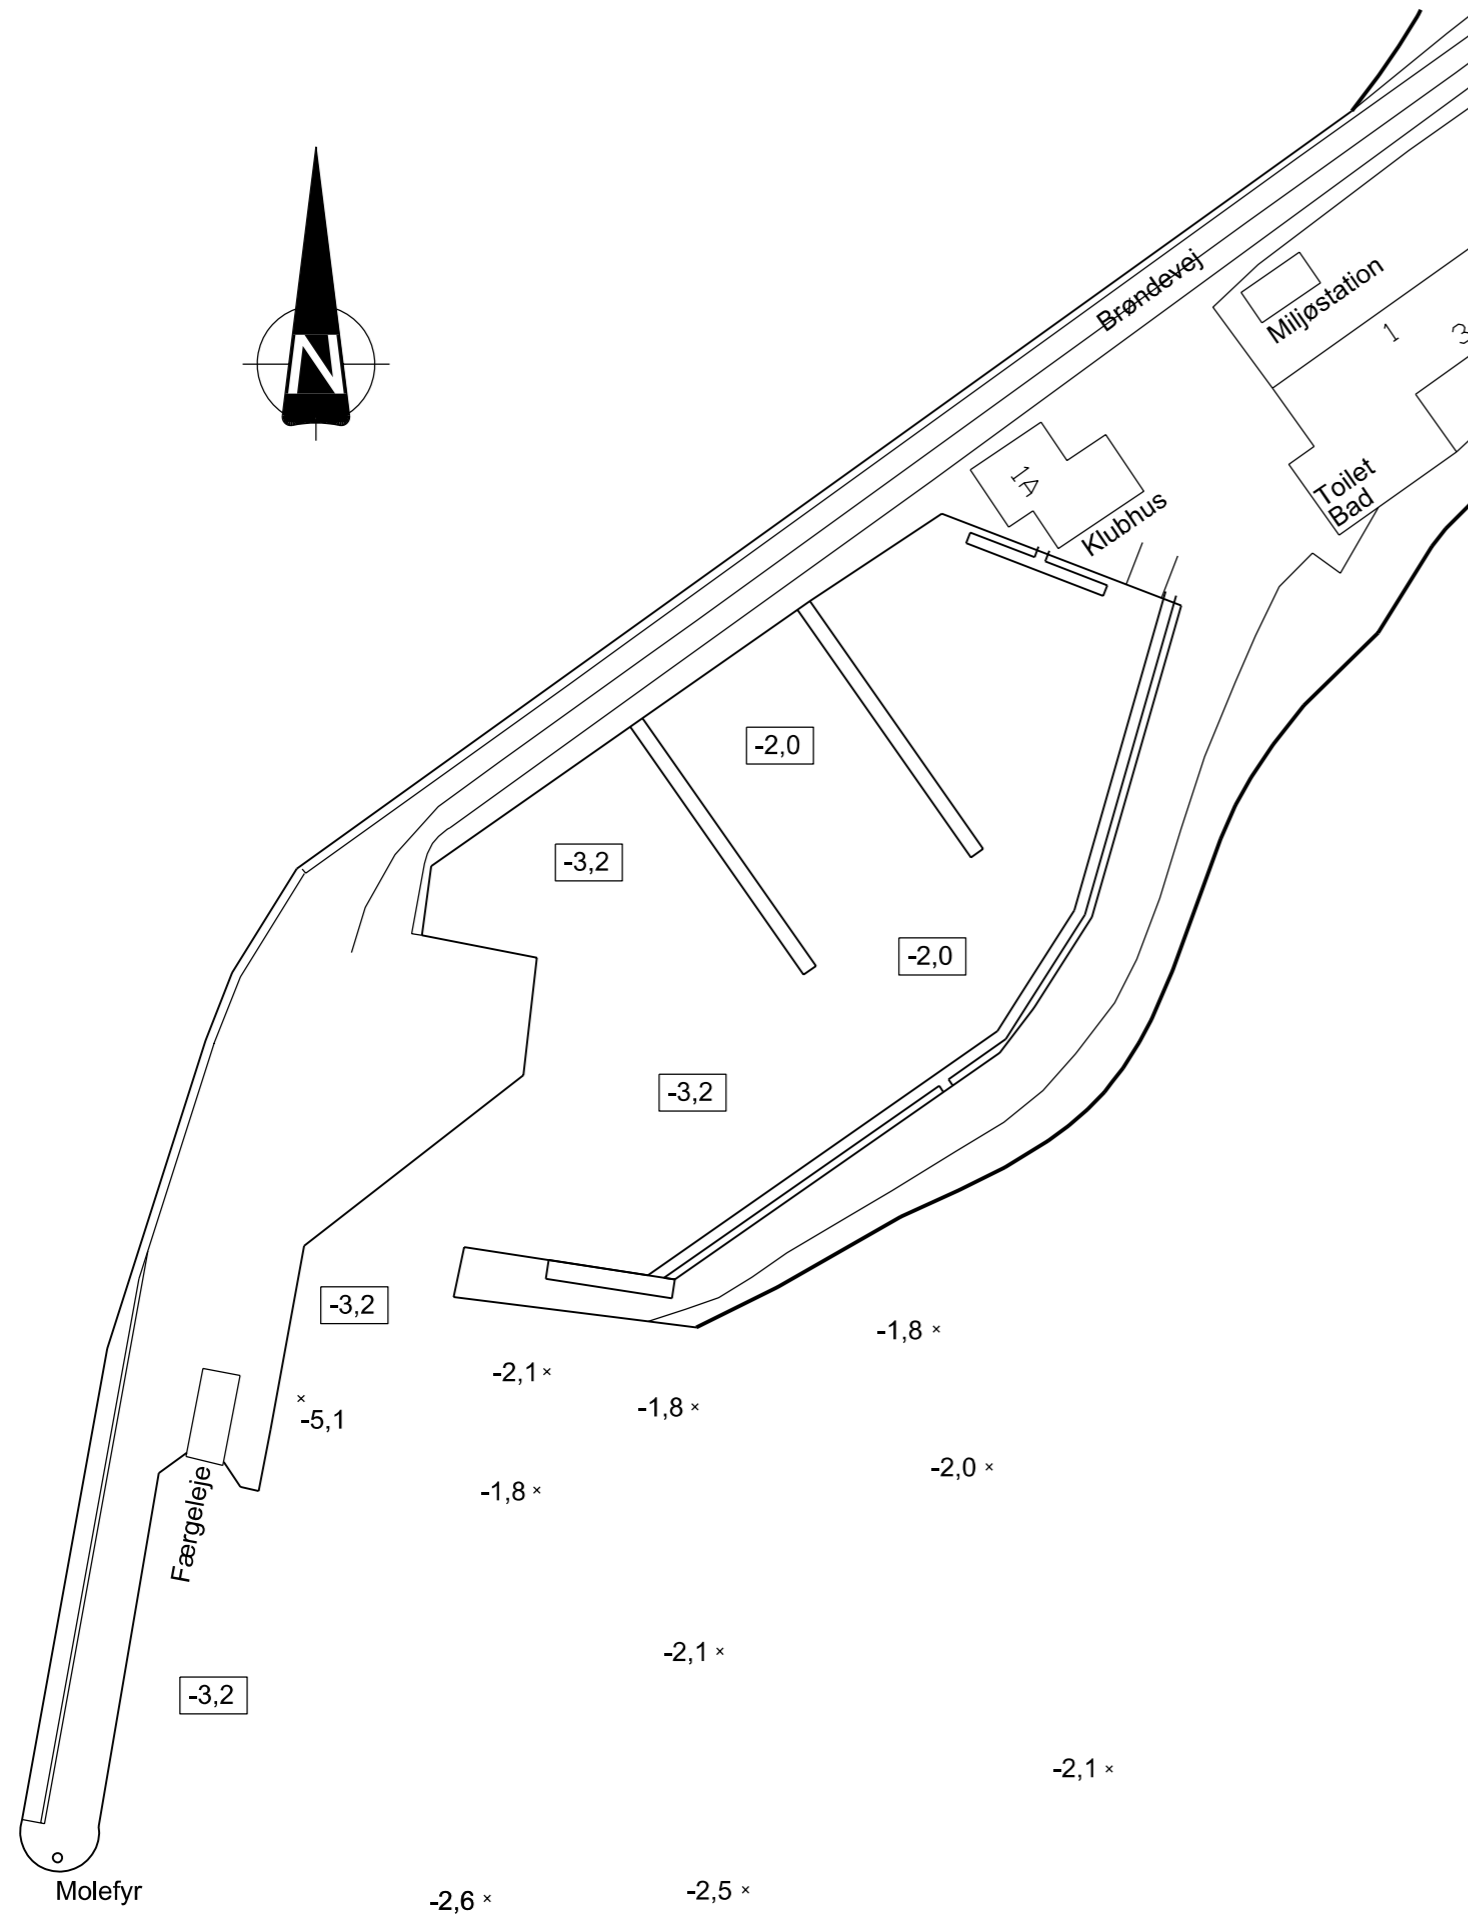 N
Brøndevej
Miljøstation
1
3
1A
Toilet
Bad
Klubhus
-2,0
-3,2
-2,0
-3,2
-3,2
-1,8
-2,1
-1,8
-5,1
-2,0
-1,8
Færgeleje
-2,1
-3,2
-2,1
Molefyr
-2,6
-2,5